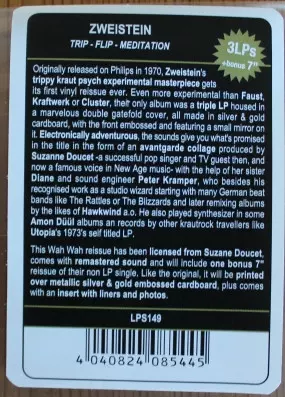 ZWEISTEIN
TRIP - FLIP - MEDITATION
3LPs
+bonus 7"
Originally released on Philips in 1970, Zweistein's
trippy kraut psych experimental masterpiece gets
its first vinyl reissue ever. Even more experimental than Faust,
Kraftwerk or Cluster, theit only album was a triple LP housed in
a marvelous double gatefold cover, all made in silver & gold
cardboard, with the front embossed and featuring a small mirror on
it. Electronically adventurous, the sounds give you what's promised
in the title in the form of an avantgarde collage produced by
Suzanne Doucet -a successful pop singer and TV guest then, and
now a famous voice in New Age music- with the help of her sister
Diane and sound engineer Peter Kramper, who besides his
recognised work as a studio wizard starting with many German beat
bands like The Rattles or The Blizzards and later remixing albums
by the likes of Hawkwind a.o. He also played synthesizer in some
Amon Düül albums an records by other krautrock travellers like
Utopia's 1973's self titled LP.
This Wah Wah reissue has been licensed from Suzane Doucet,
comes with remastered sound and will include one bonus 7"
reissue of their non LP single. Like the original, it will be printed
over metallic silver & gold embossed cardboard, plus comes
with an insert with liners and photos.
LPS149
4 040824 085445